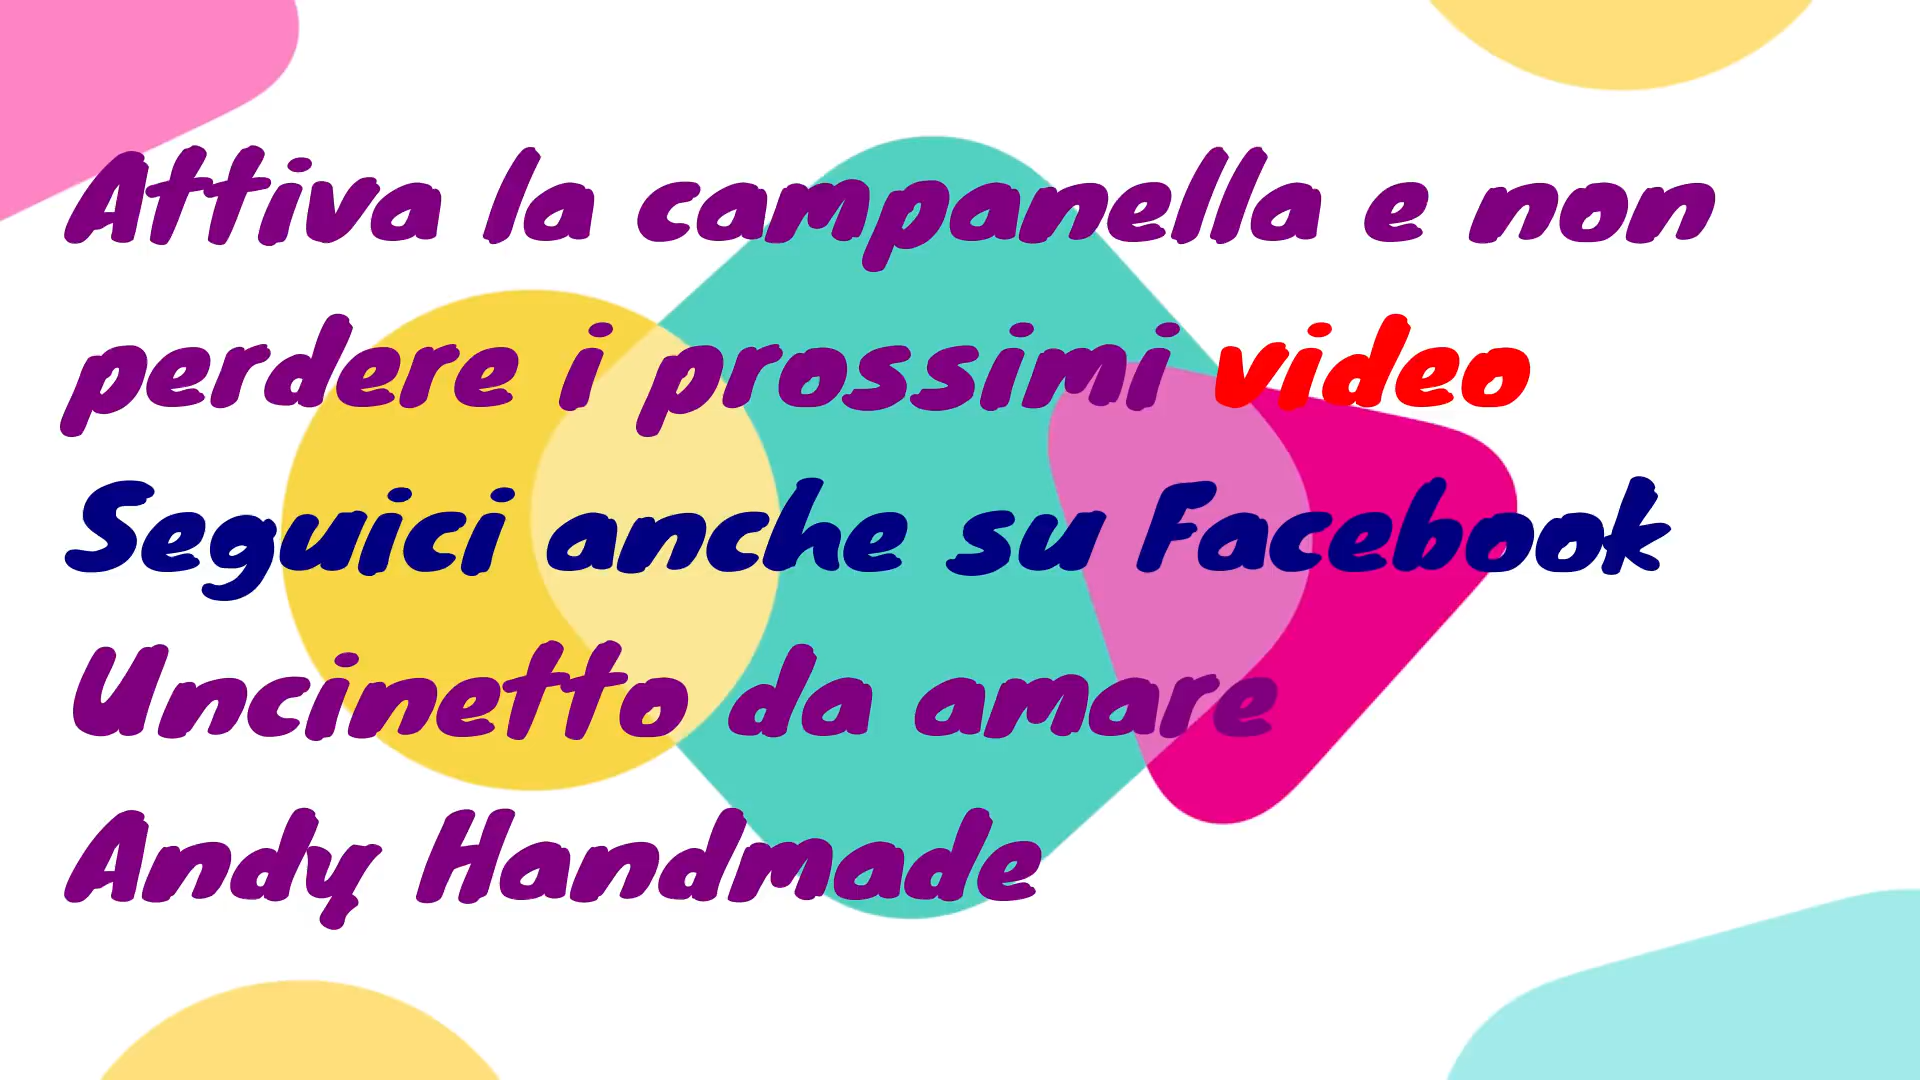 Attiva la campanella e non
perdere i prossimi video
Seguici anche su Facebook
Uncinetto da amare
Andy Handmade